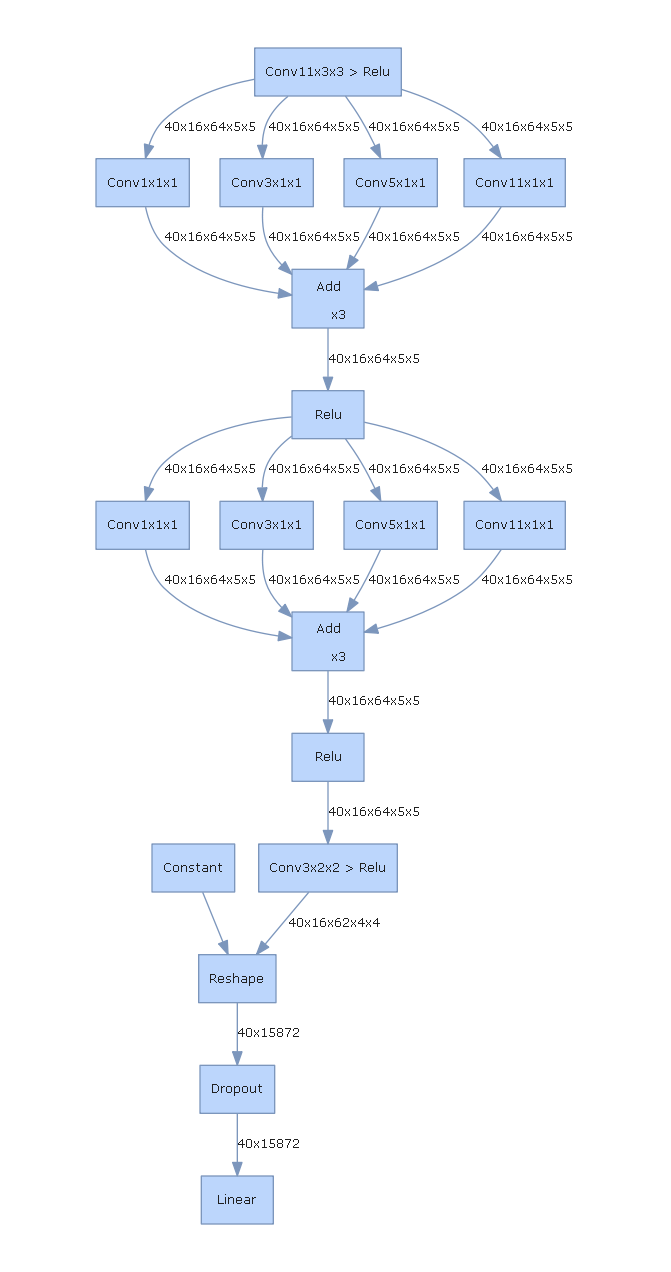 Conv11x3x3 > Relu
40x16x64x5x5 40x16x64x5x5 40x16x64x5x5 40x16x64x5x5
Conv1x1x1 Conv3x1x1 Conv5x1x1 Conv11x1x1
40x16x64x5x5 40x16x64x5x5 40x16x64x5x5 40x16x64x5x5
Add
x3
40x16x64x5x5
Relu
40x16x64x5x5 40x16x64x5x5 40x16x64x5x5 40x16x64x5x5
Conv1x1x1 Conv3x1x1 Conv5x1x1 Conv11x1x1
40x16x64x5x5 40x16x64x5x5 40x16x64x5x5 40x16x64x5x5
Add
x3
40x16x64x5x5
Relu
40x16x64x5x5
Constant Conv3x2x2 > Relu
40x16x62x4x4
Reshape
40x15872
Dropout
40x15872
Linear